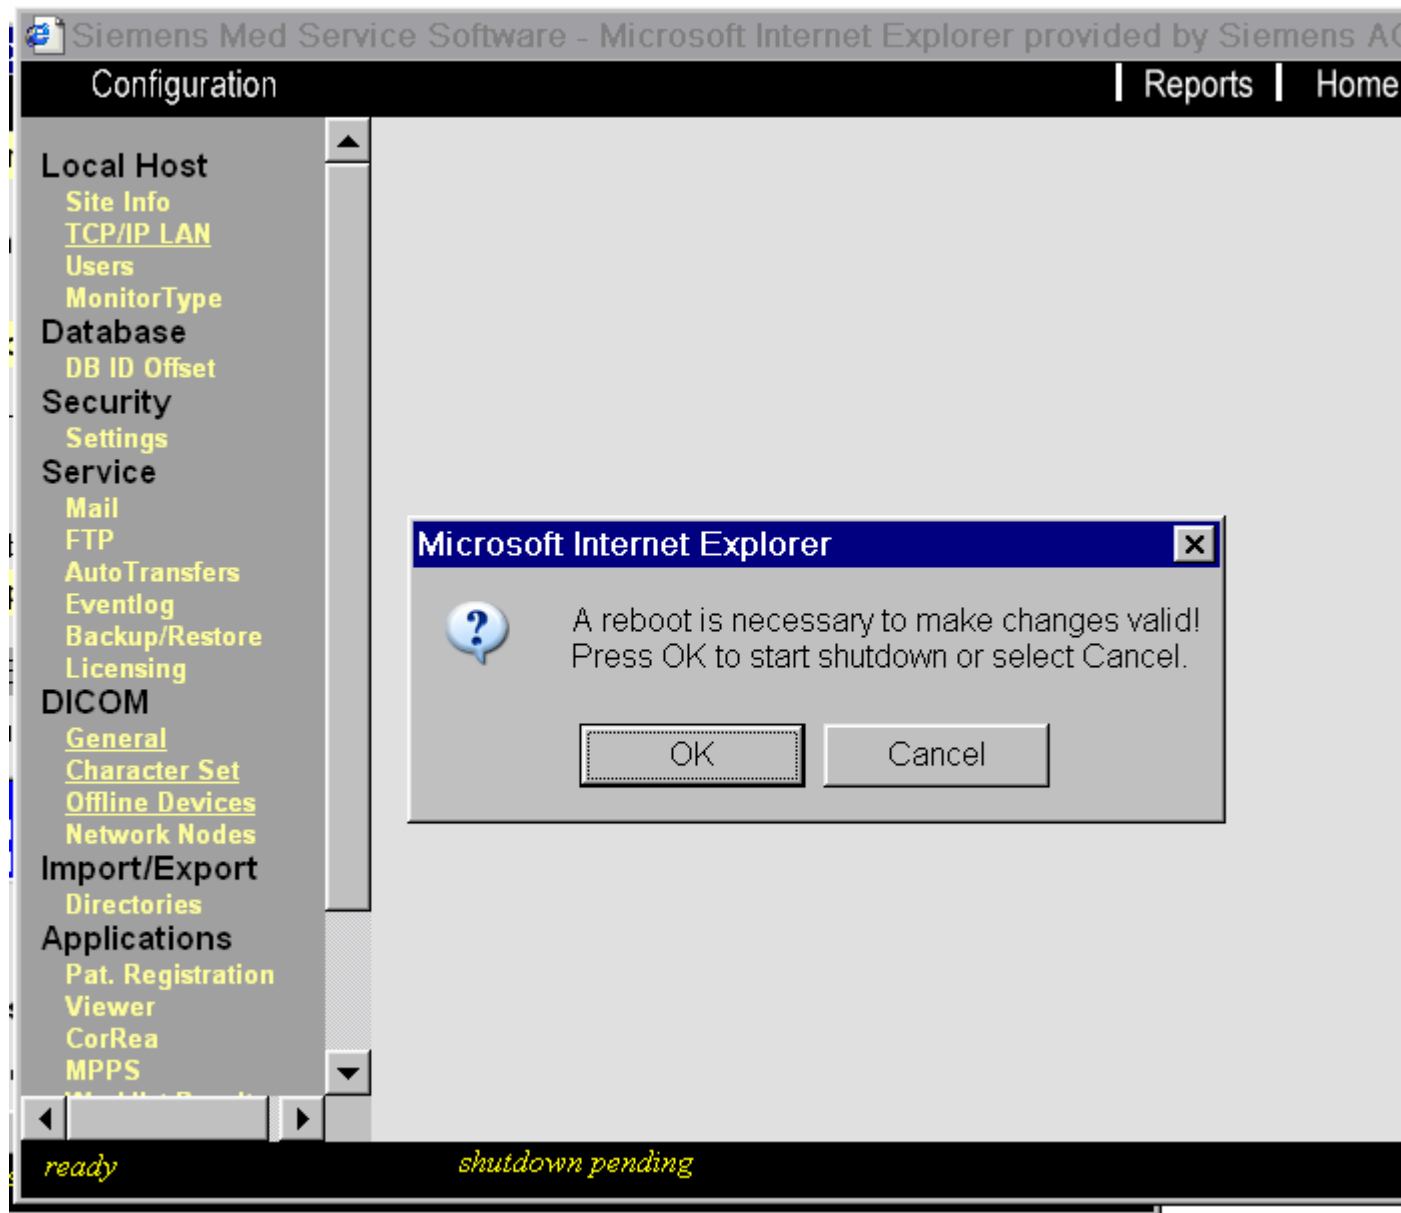 Siemens Med Service Software - Microsoft Internet Explorer provided by Siemens AG
Configuration
Reports
Home
Local Host
Site Info
TCP/IP LAN
Users
MonitorType
Database
DB ID Offset
Security
Settings
Service
Mail
FTP
AutoTransfers
Eventlog
Backup/Restore
Licensing
DICOM
General
Character Set
Offline Devices
Network Nodes
Import/Export
Directories
Applications
Pat. Registration
Viewer
CorRea
MPPS
Microsoft Internet Explorer
A reboot is necessary to make changes valid!
Press OK to start shutdown or select Cancel.
OK
Cancel
ready
shutdown pending